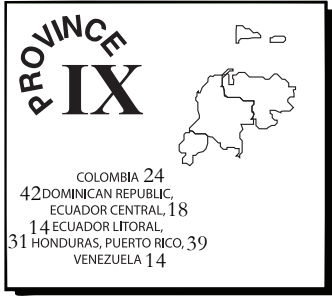 PROVINCE
IX
COLOMBIA 24
42 DOMINICAN REPUBLIC,
ECUADOR CENTRAL, 18
14 ECUADOR LITORAL,
31 HONDURAS, PUERTO RICO, 39
VENEZUELA 14